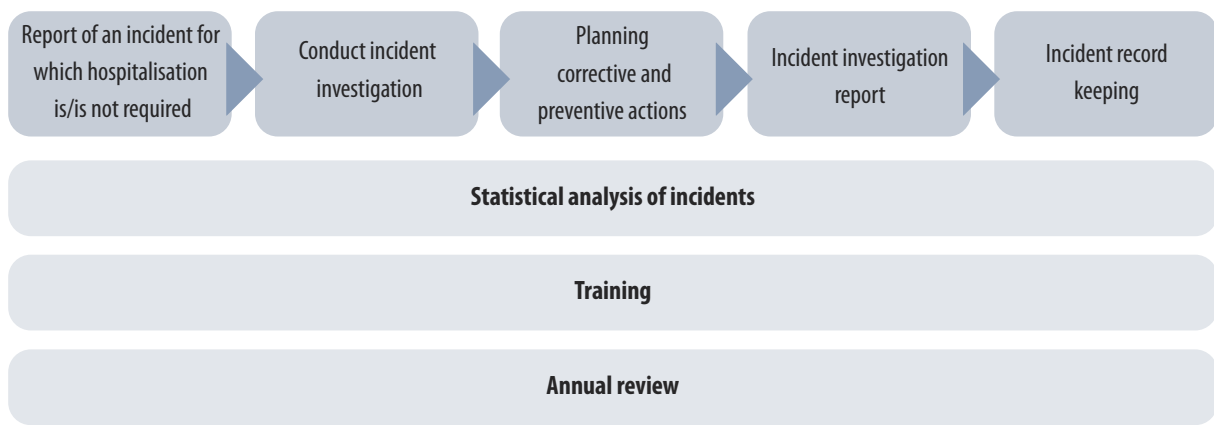 Report of an incident for
which hospitalisation
is/is not required
Conduct incident
investigation
Planning
corrective and
preventive actions
Incident investigation
report
Incident record
keeping
Statistical analysis of incidents
Training
Annual review